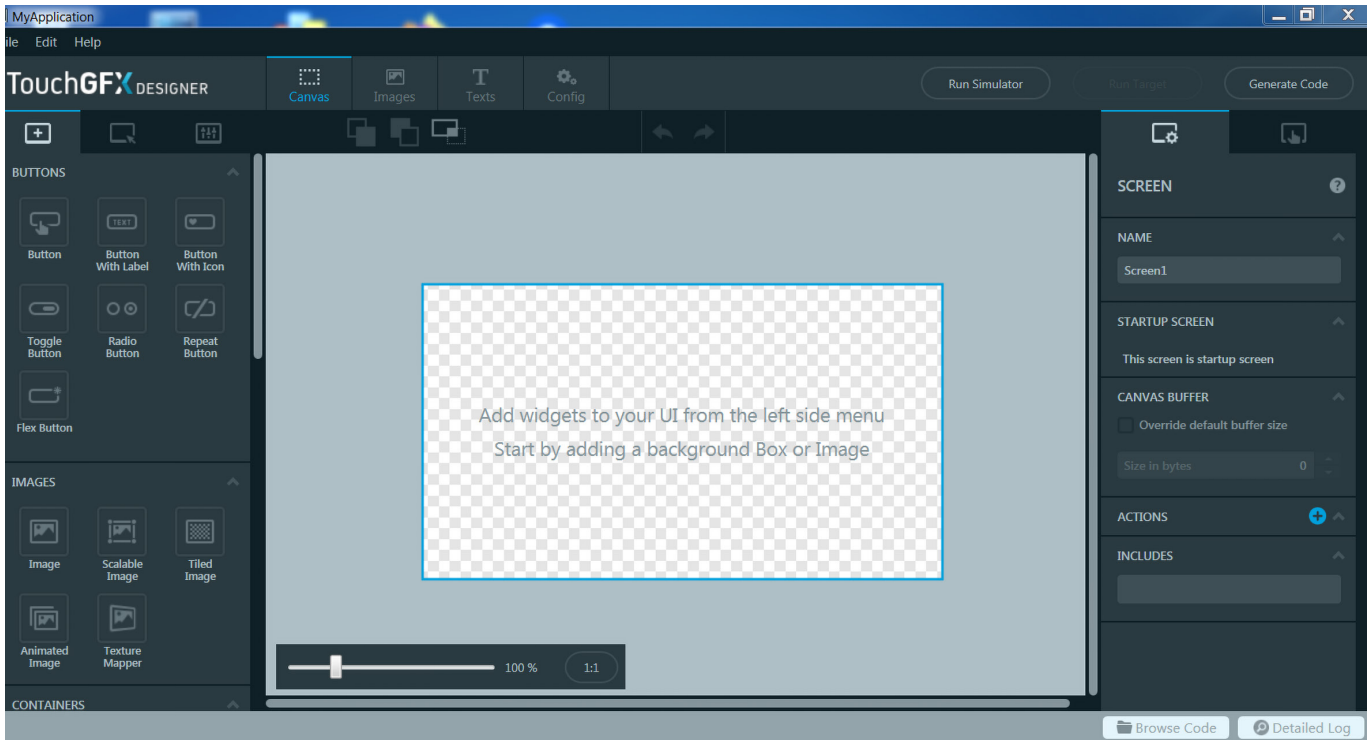 MyApplication
ile Edit Help
TouchGFX DESIGNER
Canvas
Images
Texts
Config
Run Simulator
Run Target
Generate Code
BUTTONS
Button
TEXT
Button
With Label
Button
With Icon
Toggle
Button
Radio
Button
Repeat
Button
Flex Button
IMAGES
Image
Scalable
Image
Tiled
Image
Animated
Image
Texture
Mapper
CONTAINERS
Add widgets to your UI from the left side menu
Start by adding a background Box or Image
100 %
1:1
SCREEN
?
NAME
Screen1
STARTUP SCREEN
This screen is startup screen
CANVAS BUFFER
Override default buffer size
Size in bytes 0
ACTIONS
INCLUDES
Browse Code
Detailed Log